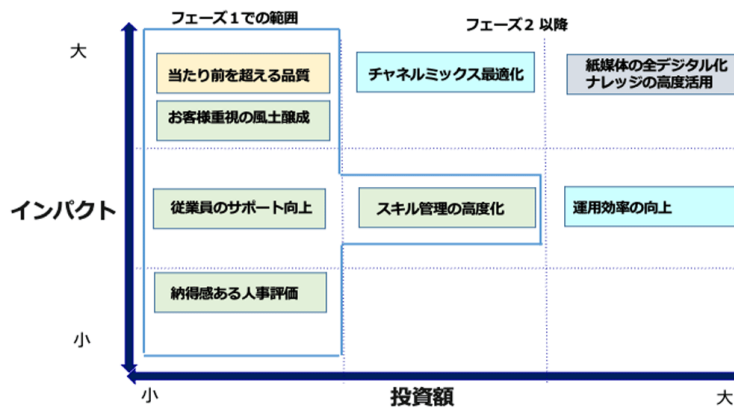 フェーズ１での範囲
フェーズ２ 以降
大
当たり前を超える品質
チャネルミックス最適化
紙媒体の全デジタル化
ナレッジの高度活用
お客様重視の風土醸成
インパクト
従業員のサポート向上
スキル管理の高度化
運用効率の向上
納得感ある人事評価
小
小
投資額
大